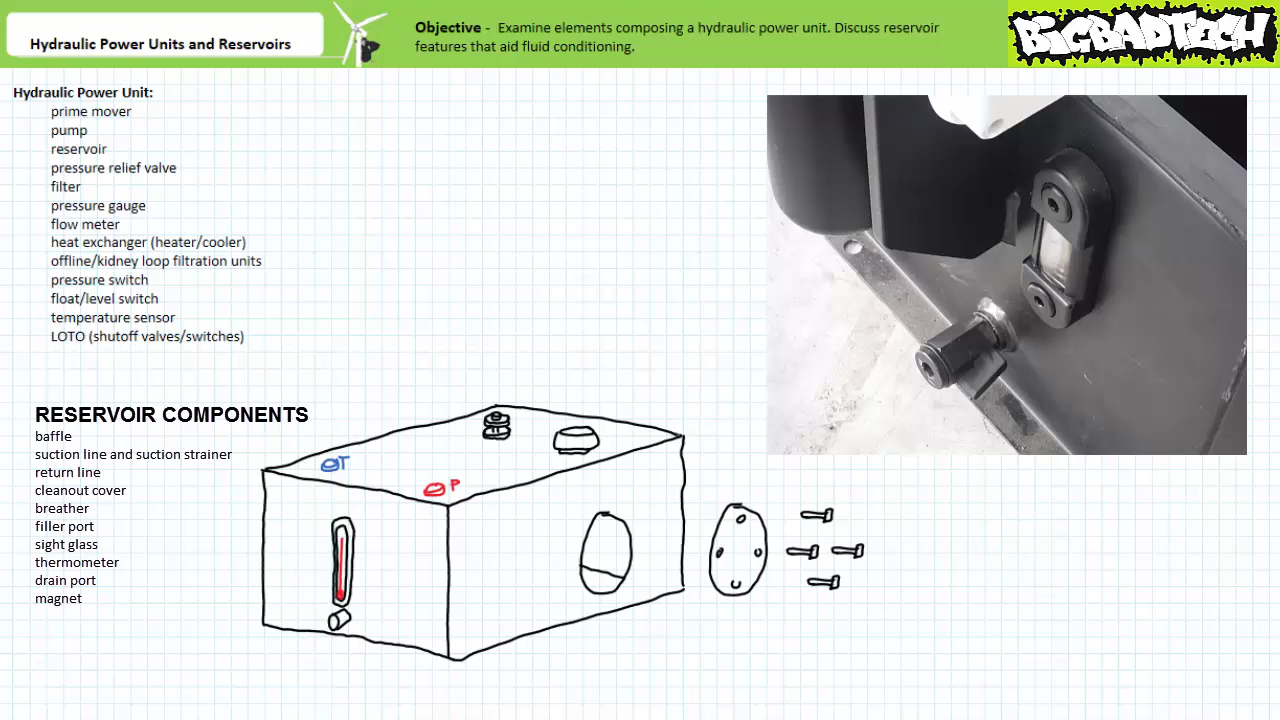 Hydraulic Power Units and Reservoirs
Objective - Examine elements composing a hydraulic power unit. Discuss reservoir
features that aid fluid conditioning.
BIGBADTECH
Hydraulic Power Unit:
prime mover
pump
reservoir
pressure relief valve
filter
pressure gauge
flow meter
heat exchanger (heater/cooler)
offline/kidney loop filtration units
pressure switch
float/level switch
temperature sensor
LOTO (shutoff valves/switches)
RESERVOIR COMPONENTS
baffle
suction line and suction strainer
return line
cleanout cover
breather
filler port
sight glass
thermometer
drain port
magnet
T
P